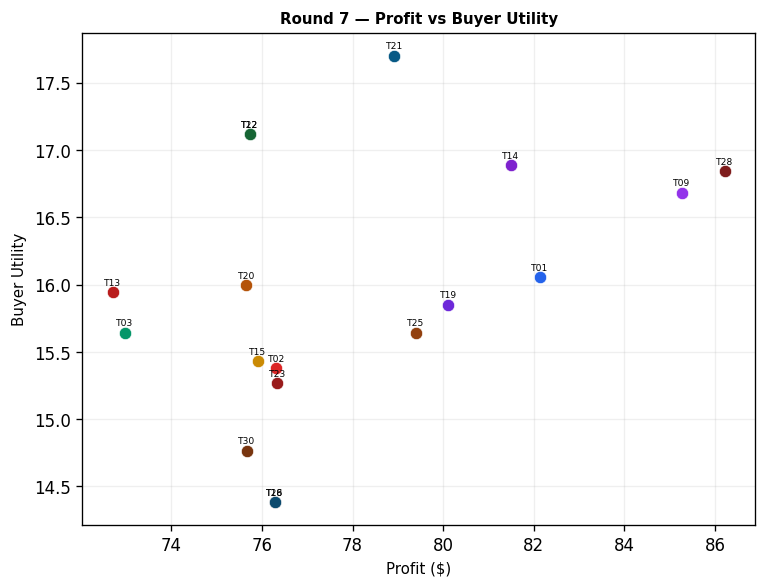 Round 7 — Profit vs Buyer Utility
T21
17.5
T14
17.0
T28
T09
16.5
T01
T20
16.0
T13
T19
T03
T25
15.5
T15
T02
T23
15.0
T30
14.5
74
76
78
80
82
84
86
Buyer Utility
Profit ($)